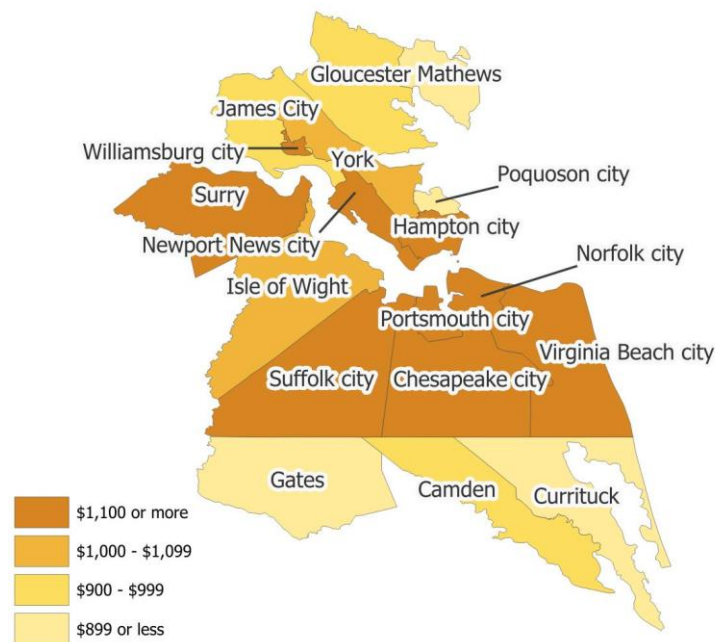 Gloucester Mathews
James City
Williamsburg city
York
Poquoson city
Surry
Hampton city
Newport News city
Norfolk city
Isle of Wight
Portsmouth city
Virginia Beach city
Suffolk city
Chesapeake city
Gates
Camden
Currituck
$1,100 or more
$1,000 - $1,099
$900 - $999
$899 or less